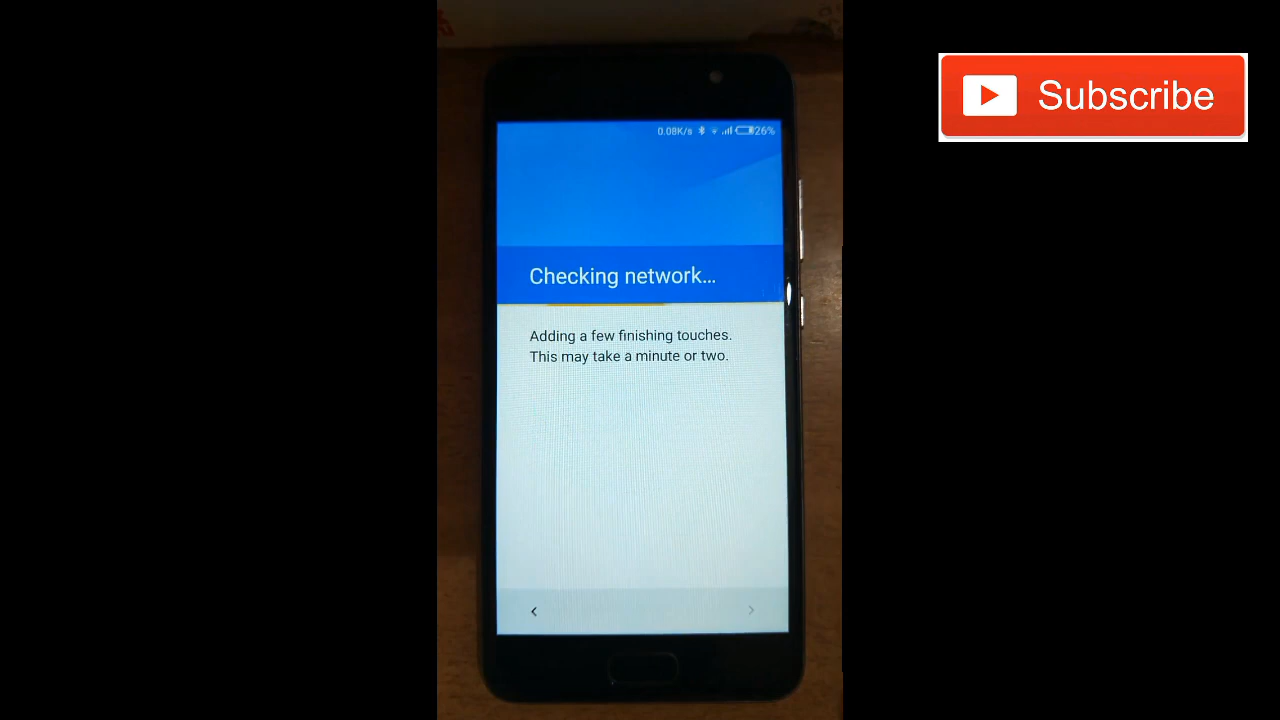 Subscribe
0.08K/s 26%
Checking network...
Adding a few finishing touches.
This may take a minute or two.